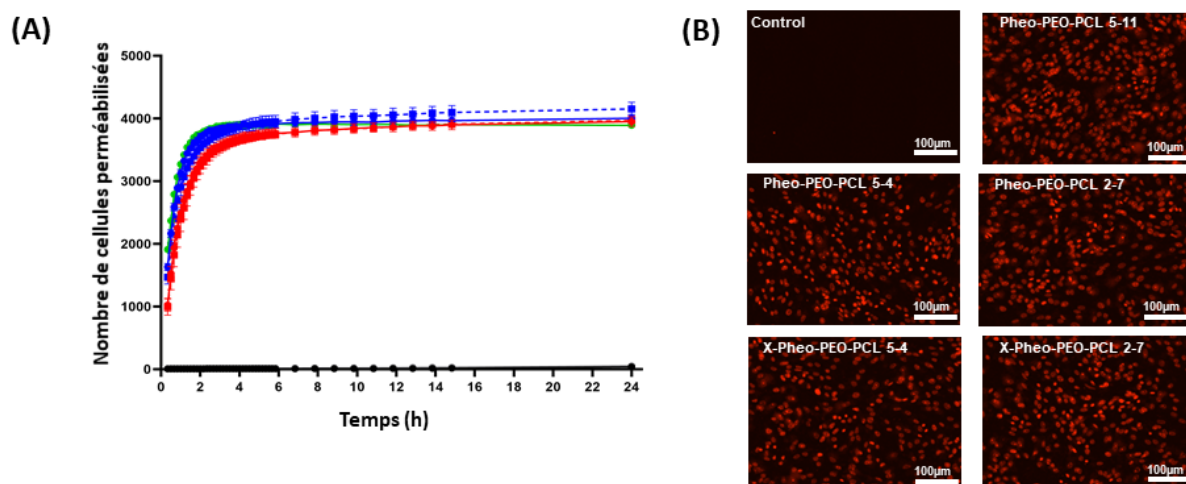 (A)
Nombre de cellules perméabilisées
5000
4000
3000
2000
1000
0
0 2 4 6 8 10 12 14 16 18 20 22 24
Temps (h)
(B)
Control
100µm
Pheo-PEO-PCL 5-11
100µm
Pheo-PEO-PCL 5-4
100µm
Pheo-PEO-PCL 2-7
100µm
X-Pheo-PEO-PCL 5-4
100µm
X-Pheo-PEO-PCL 2-7
100µm